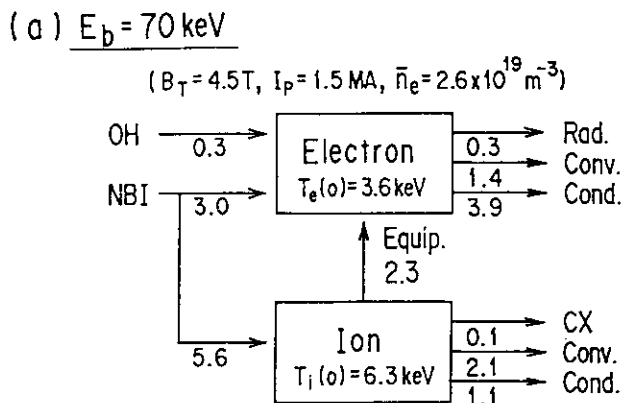 (a) E_b = 70 keV
(B_T = 4.5T, I_P = 1.5 MA, n̄_e = 2.6x10^19 m^-3)
OH
0.3
NBI
3.0
5.6
Electron
T_e(o) = 3.6 keV
0.3
Rad.
1.4
Conv.
3.9
Cond.
Equip.
2.3
Ion
T_i(o) = 6.3 keV
0.1
CX
2.1
Conv.
1.1
Cond.